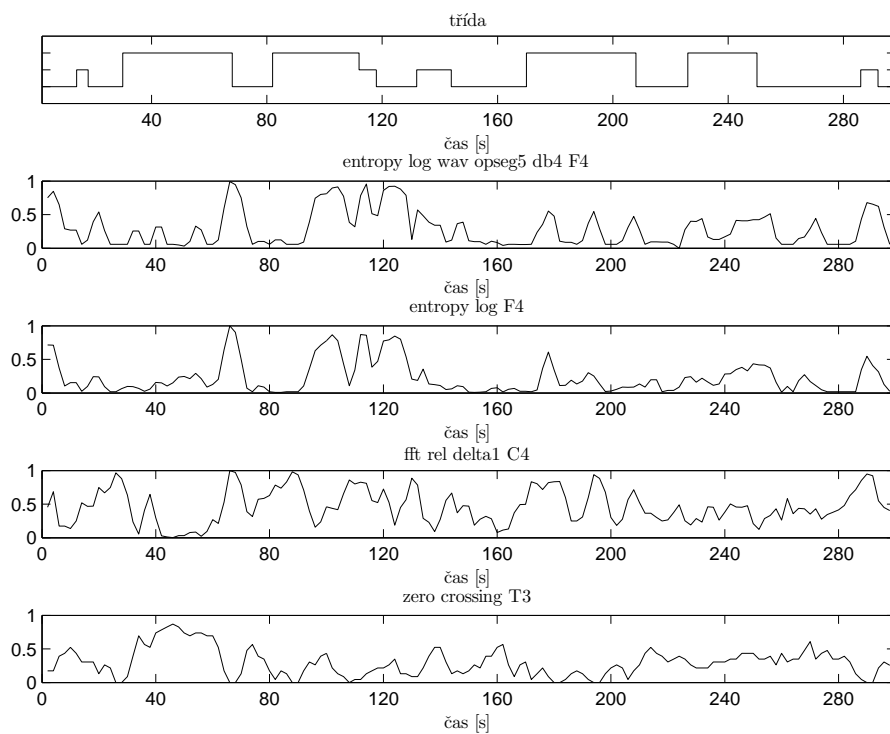 třída
40 80 120 160 200 240 280
čas [s]
entropy log wav opseg5 db4 F4
1
0.5
0
0 40 80 120 160 200 240 280
čas [s]
entropy log F4
1
0.5
0
0 40 80 120 160 200 240 280
čas [s]
fft rel delta1 C4
1
0.5
0
0 40 80 120 160 200 240 280
čas [s]
zero crossing T3
1
0.5
0
0 40 80 120 160 200 240 280
čas [s]